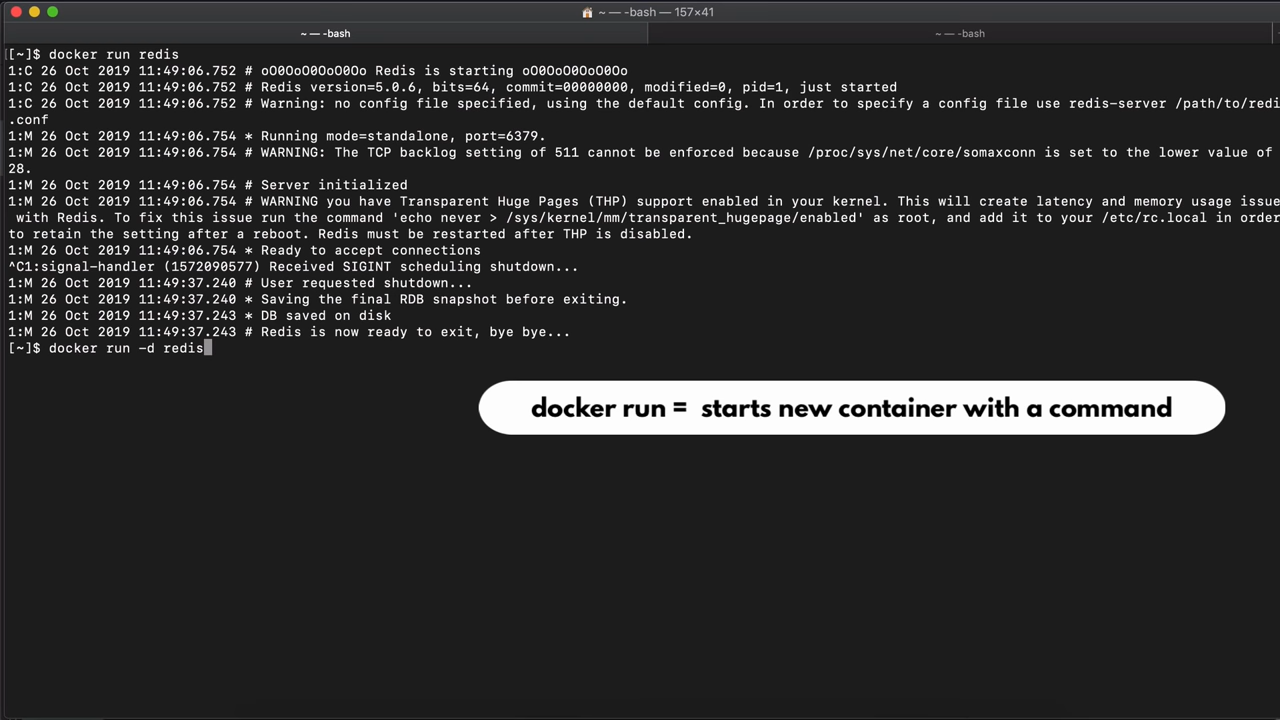 ~ — -bash — 157×41
~ — -bash
~ — -bash
[~]$ docker run redis
1:C 26 Oct 2019 11:49:06.752 # oO0OoO0OoO0Oo Redis is starting oO0OoO0OoO0Oo
1:C 26 Oct 2019 11:49:06.752 # Redis version=5.0.6, bits=64, commit=00000000, modified=0, pid=1, just started
1:C 26 Oct 2019 11:49:06.752 # Warning: no config file specified, using the default config. In order to specify a config file use redis-server /path/to/redi
.conf
1:M 26 Oct 2019 11:49:06.754 * Running mode=standalone, port=6379.
1:M 26 Oct 2019 11:49:06.754 # WARNING: The TCP backlog setting of 511 cannot be enforced because /proc/sys/net/core/somaxconn is set to the lower value of
28.
1:M 26 Oct 2019 11:49:06.754 # Server initialized
1:M 26 Oct 2019 11:49:06.754 # WARNING you have Transparent Huge Pages (THP) support enabled in your kernel. This will create latency and memory usage issue
with Redis. To fix this issue run the command 'echo never > /sys/kernel/mm/transparent_hugepage/enabled' as root, and add it to your /etc/rc.local in order
to retain the setting after a reboot. Redis must be restarted after THP is disabled.
1:M 26 Oct 2019 11:49:06.754 * Ready to accept connections
^C1:signal-handler (1572090577) Received SIGINT scheduling shutdown...
1:M 26 Oct 2019 11:49:37.240 # User requested shutdown...
1:M 26 Oct 2019 11:49:37.240 * Saving the final RDB snapshot before exiting.
1:M 26 Oct 2019 11:49:37.243 * DB saved on disk
1:M 26 Oct 2019 11:49:37.243 # Redis is now ready to exit, bye bye...
[~]$ docker run -d redis
docker run = starts new container with a command